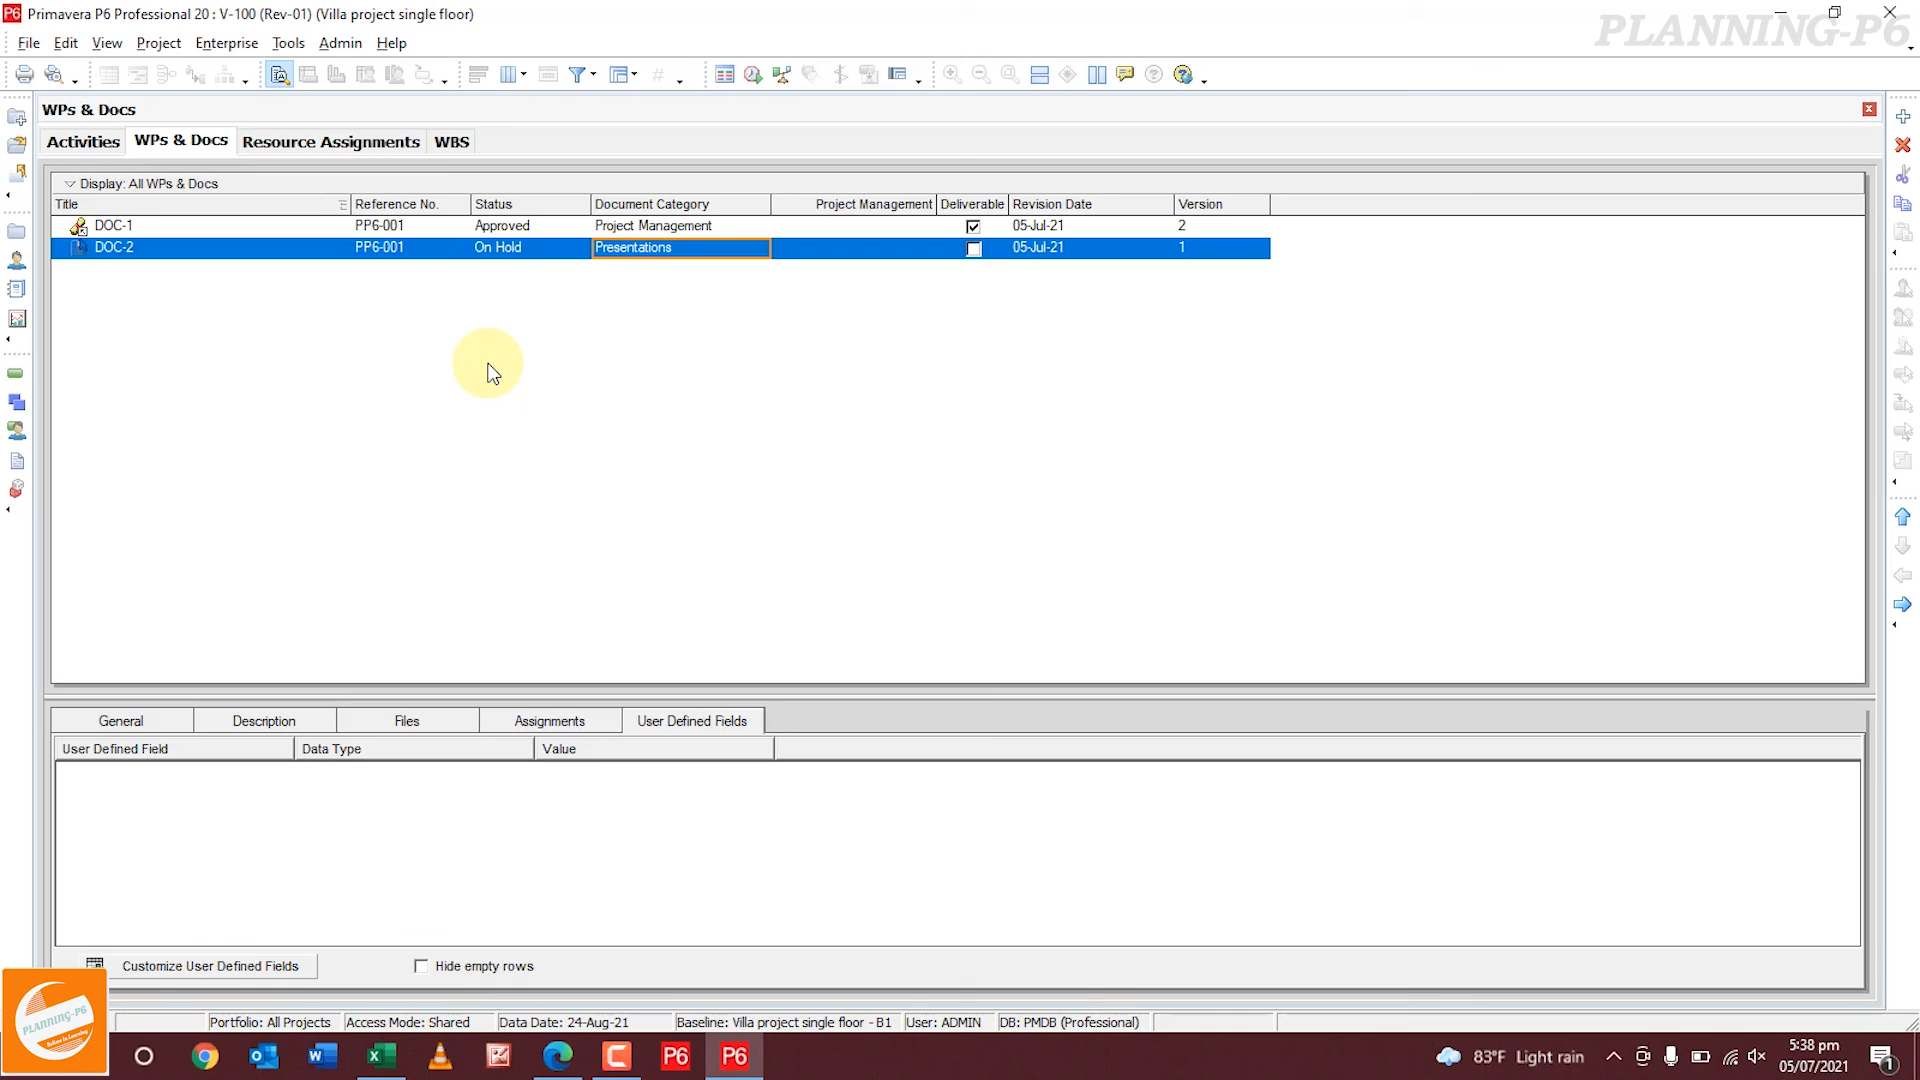 Primavera P6 Professional 20 : V-100 (Rev-01) (Villa project single floor)
PLANNING-P6
File Edit View Project Enterprise Tools Admin Help
WPs & Docs
Activities WPs & Docs Resource Assignments WBS
Display: All WPs & Docs
Title Reference No. Status Document Category Project Management Deliverable Revision Date Version
DOC-1 PP6-001 Approved Project Management 05-Jul-21 2
DOC-2 PP6-001 On Hold Presentations 05-Jul-21 1
General Description Files Assignments User Defined Fields
User Defined Field Data Type Value
Customize User Defined Fields Hide empty rows
PLANNING-P6
Portfolio: All Projects Access Mode: Shared Data Date: 24-Aug-21 Baseline: Villa project single floor - B1 User: ADMIN DB: PMDB (Professional)
83°F Light rain
5:38 pm
05/07/2021
1